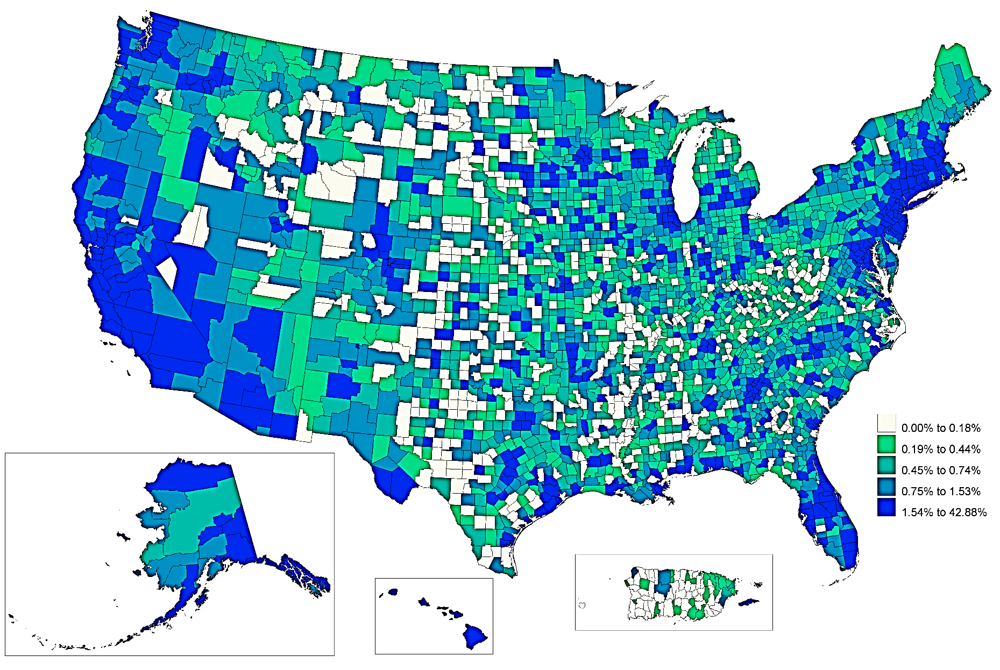 0.00% to 0.18%
0.19% to 0.44%
0.45% to 0.74%
0.75% to 1.53%
1.54% to 42.88%